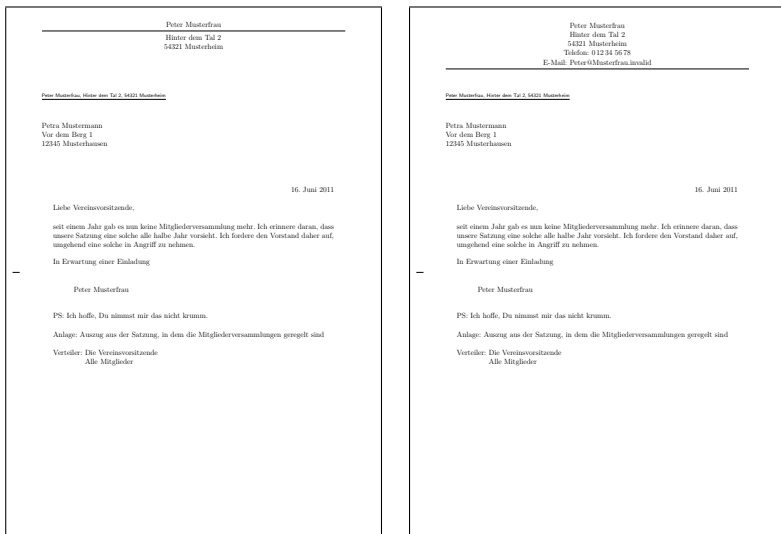 Peter Musterfrau
Hinter dem Tal 2
54321 Musterheim
Peter Musterfrau, Hinter dem Tal 2, 54321 Musterheim
Petra Mustermann
Vor dem Berg 1
12345 Musterhausen
16. Juni 2011
Liebe Vereinsvorsitzende,
seit einem Jahr gab es nun keine Mitgliederversammlung mehr. Ich erinnere daran, dass
unsere Satzung eine solche alle halbe Jahr vorsieht. Ich fordere den Vorstand daher auf,
umgehend eine solche in Angriff zu nehmen.
In Erwartung einer Einladung
Peter Musterfrau
PS: Ich hoffe, Du nimmst mir das nicht krumm.
Anlage: Auszug aus der Satzung, in dem die Mitgliederversammlungen geregelt sind
Verteiler: Die Vereinsvorsitzende
Alle Mitglieder
Peter Musterfrau
Hinter dem Tal 2
54321 Musterheim
Telefon: 0 12 34 56 78
E-Mail: Peter@Musterfrau.invalid
Peter Musterfrau, Hinter dem Tal 2, 54321 Musterheim
Petra Mustermann
Vor dem Berg 1
12345 Musterhausen
16. Juni 2011
Liebe Vereinsvorsitzende,
seit einem Jahr gab es nun keine Mitgliederversammlung mehr. Ich erinnere daran, dass
unsere Satzung eine solche alle halbe Jahr vorsieht. Ich fordere den Vorstand daher auf,
umgehend eine solche in Angriff zu nehmen.
In Erwartung einer Einladung
Peter Musterfrau
PS: Ich hoffe, Du nimmst mir das nicht krumm.
Anlage: Auszug aus der Satzung, in dem die Mitgliederversammlungen geregelt sind
Verteiler: Die Vereinsvorsitzende
Alle Mitglieder